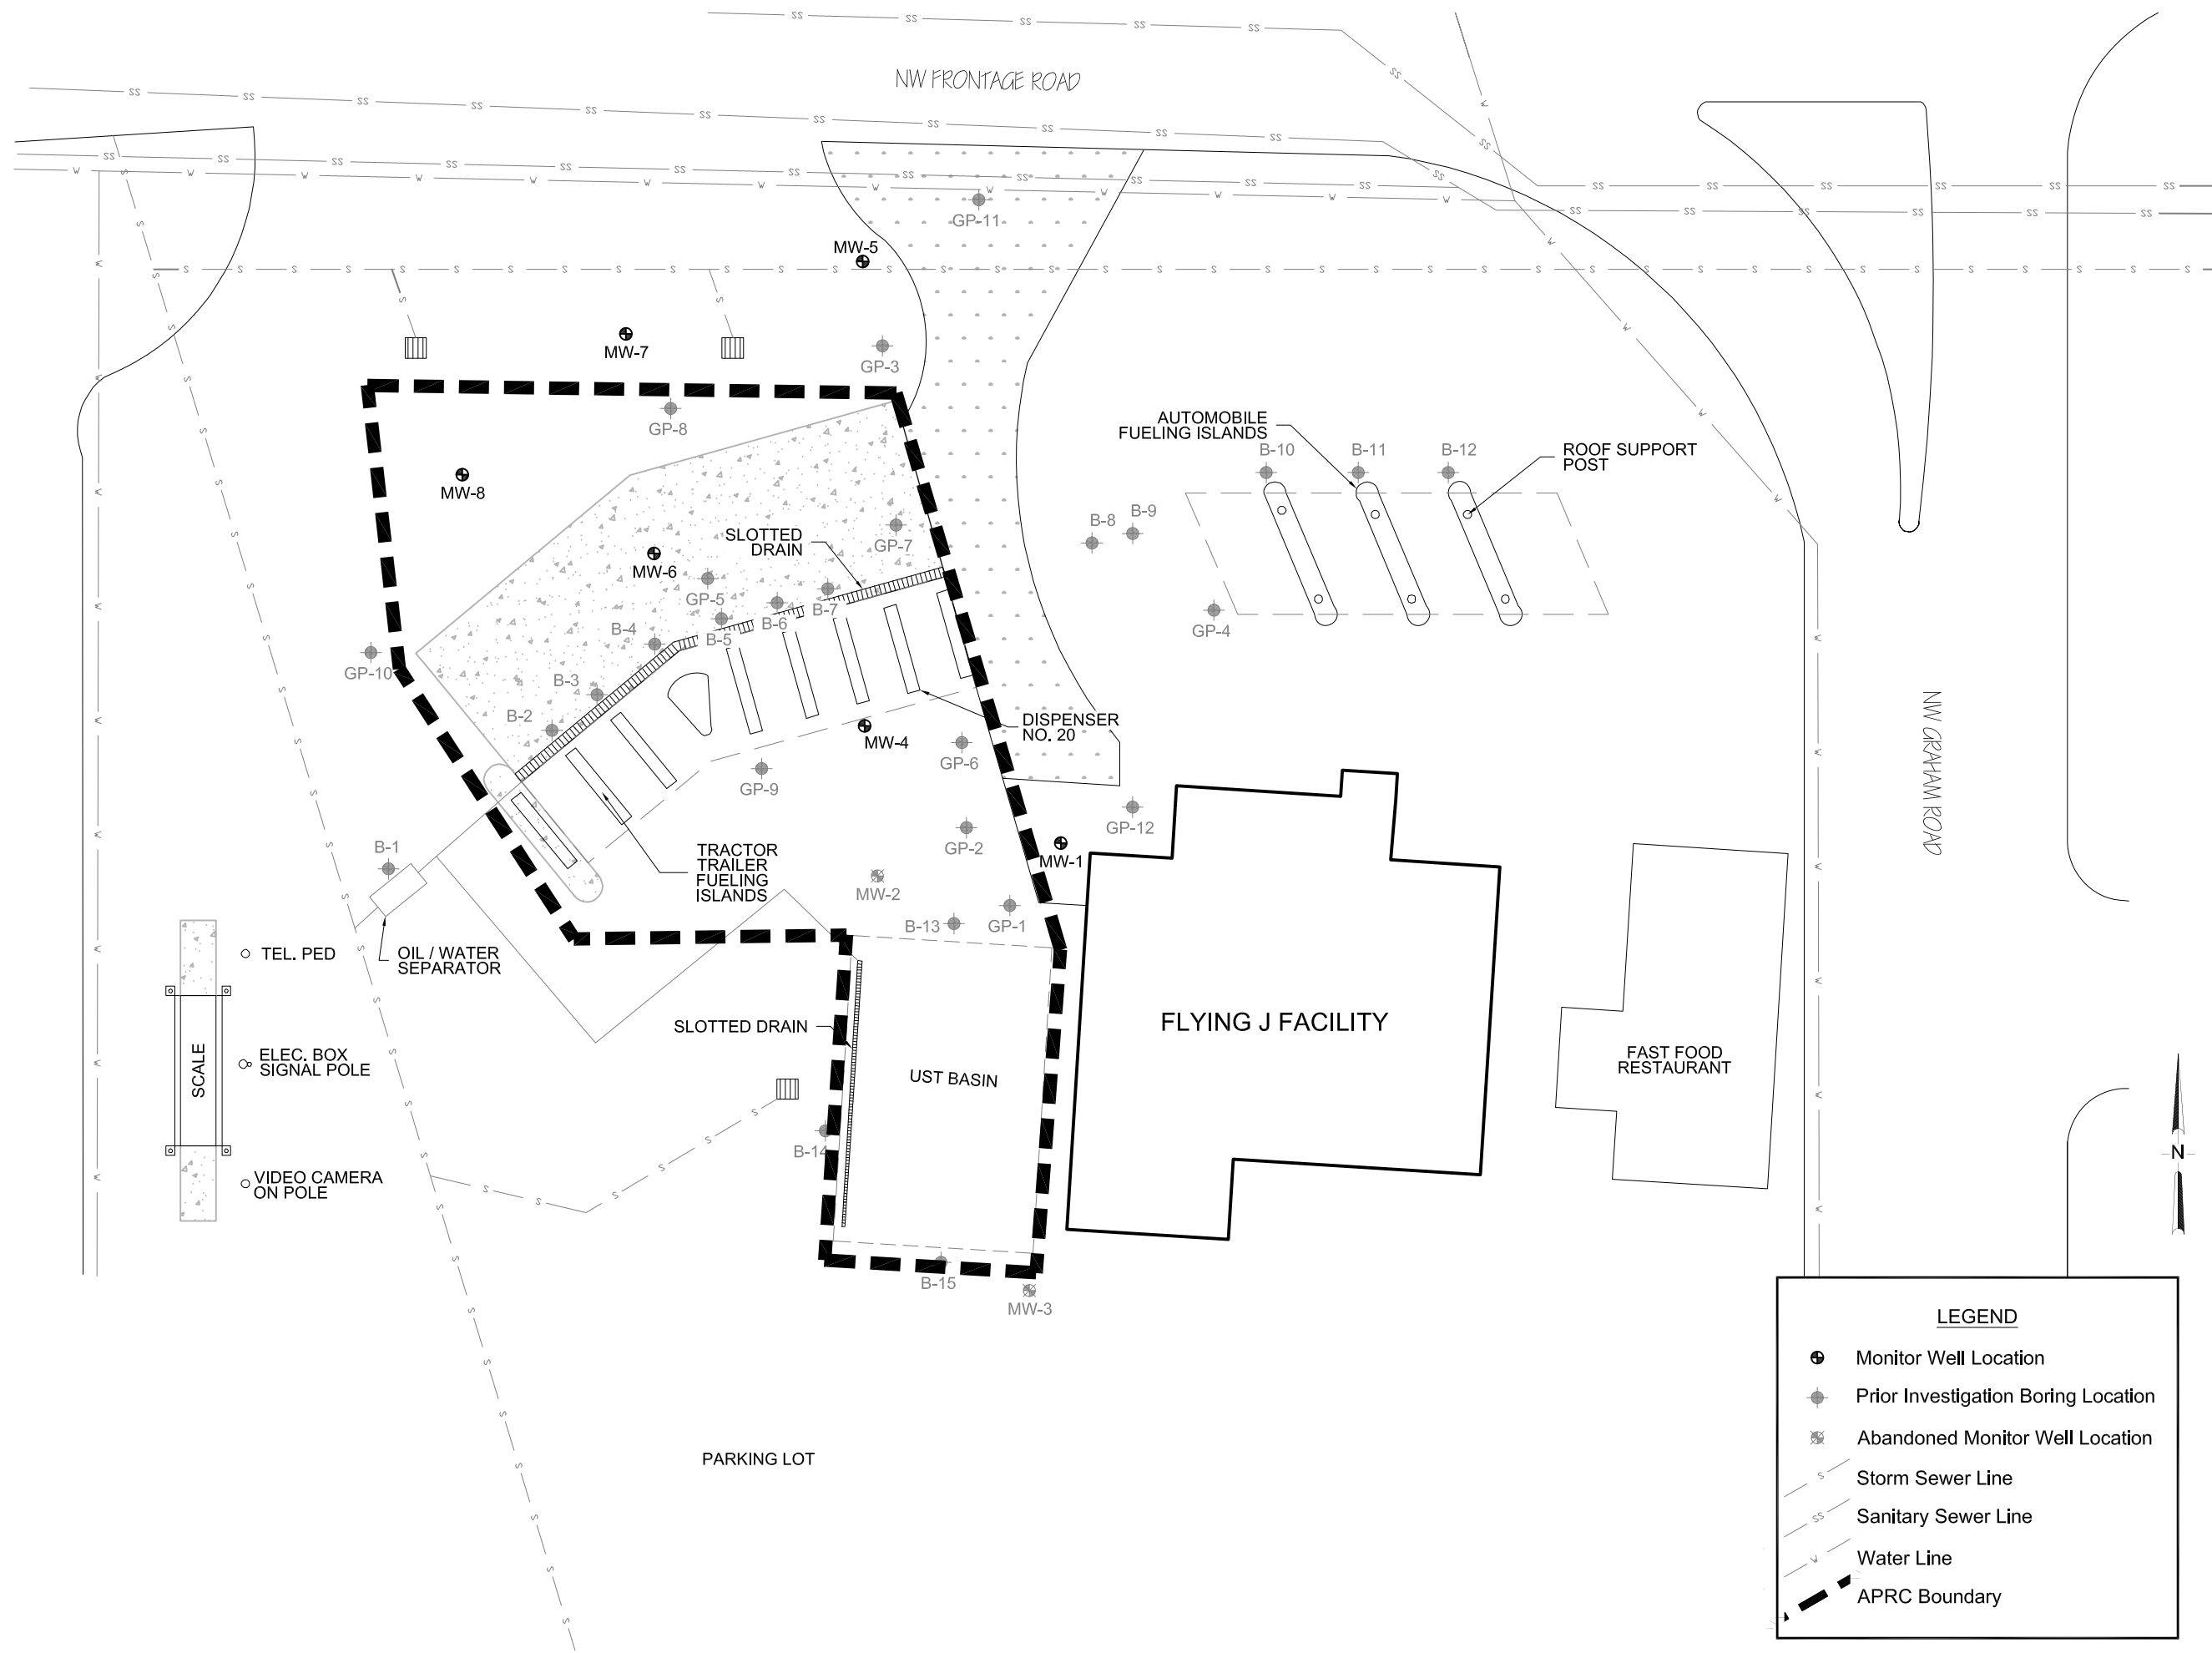 NW FRONTAGE ROAD
GP-11
MW-5
MW-7
GP-3
GP-8
AUTOMOBILE
FUELING ISLANDS
B-10
B-11
B-12
ROOF SUPPORT
POST
MW-8
B-8
B-9
SLOTTED
DRAIN
GP-7
MW-6
GP-5
B-7
B-6
B-5
B-4
GP-4
GP-10
B-3
B-2
DISPENSER
NO. 20
MW-4
GP-6
GP-9
NW GRAHAM ROAD
GP-12
GP-2
MW-1
B-1
TRACTOR
TRAILER
FUELING
ISLANDS
MW-2
B-13
GP-1
TEL. PED
OIL / WATER
SEPARATOR
SLOTTED DRAIN
FLYING J FACILITY
FAST FOOD
RESTAURANT
SCALE
ELEC. BOX
SIGNAL POLE
UST BASIN
B-14
N
VIDEO CAMERA
ON POLE
B-15
MW-3
PARKING LOT
LEGEND
Monitor Well Location
Prior Investigation Boring Location
Abandoned Monitor Well Location
S
Storm Sewer Line
SS
Sanitary Sewer Line
W
Water Line
APRC Boundary